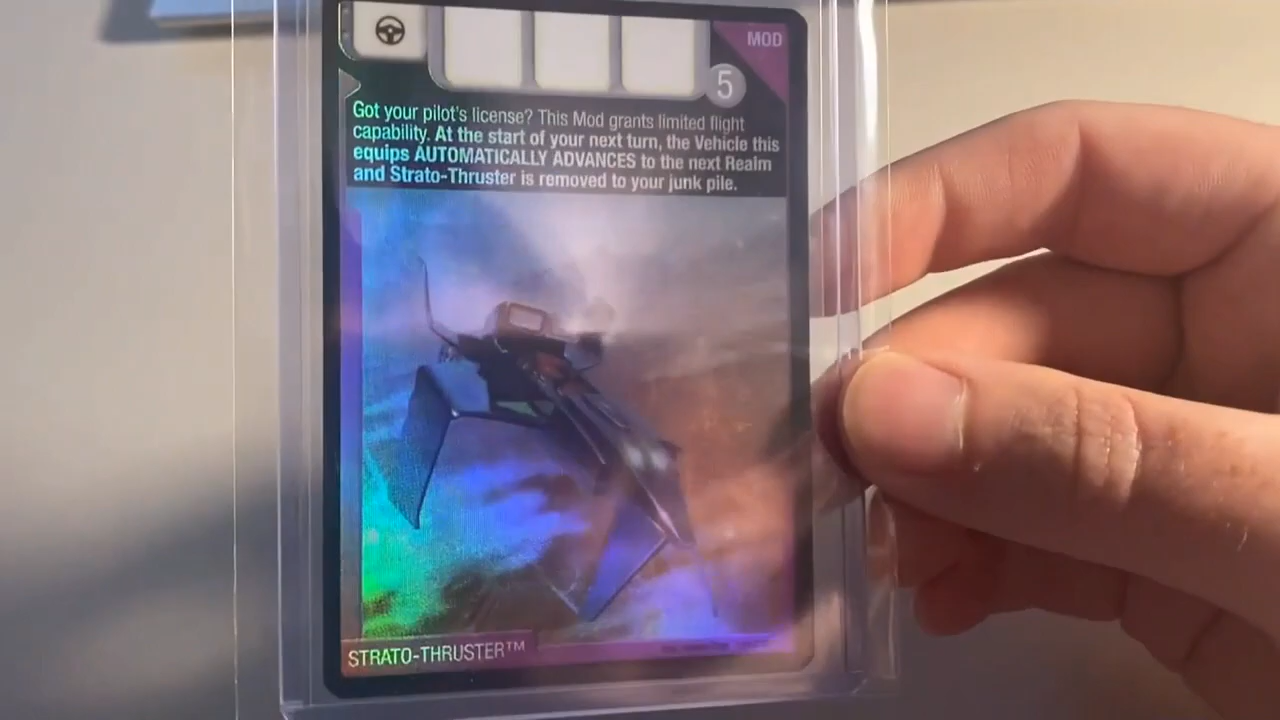 MOD
5
Got your pilot's license? This Mod grants limited flight
capability. At the start of your next turn, the Vehicle this
equips AUTOMATICALLY ADVANCES to the next Realm
and Strato-Thruster is removed to your junk pile.
STRATO-THRUSTER™